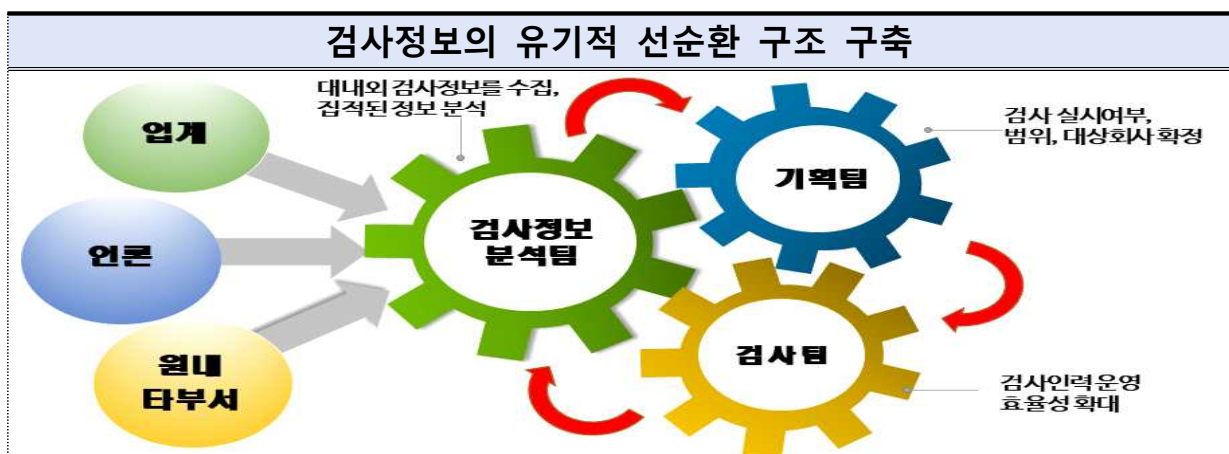 검사정보의 유기적 선순환 구조 구축
대내외 검사정보를 수집,
집적된 정보 분석
업계
언론
원내
타부서
검사정보
분석팀
기획팀
검사 실시여부,
범위, 대상회사 확정
검사팀
검사인력 운영
효율성 확대